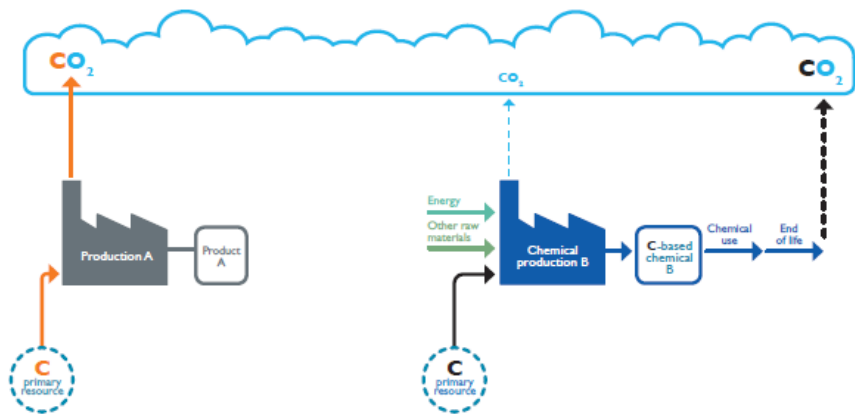 CO2
CO2
CO2
Energy
Other raw
materials
Production A
Product
A
Chemical
production B
C-based
chemical
B
Chemical
use
End
of life
C
primary
resource
C
primary
resource